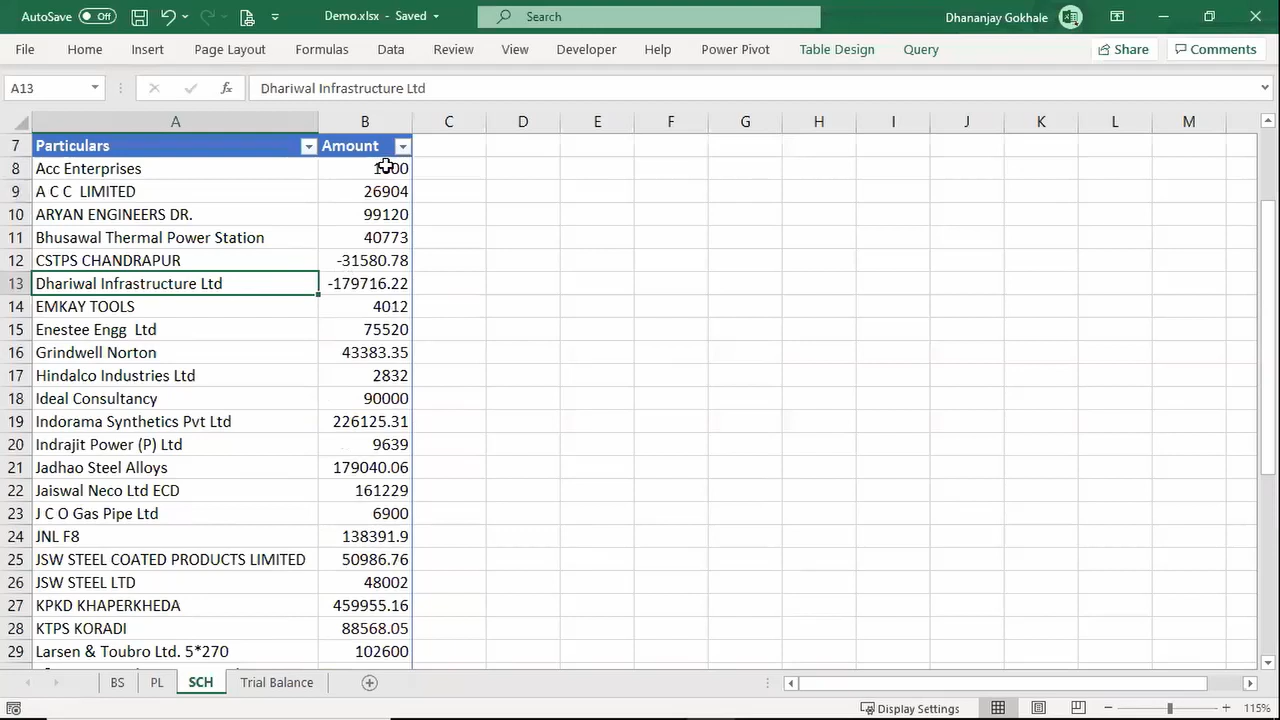 AutoSave Off Demo.xlsx - Saved Search Dhananjay Gokhale
File Home Insert Page Layout Formulas Data Review View Developer Help Power Pivot Table Design Query Share Comments
A13 fx Dhariwal Infrastructure Ltd
A B C D E F G H I J K L M
7 Particulars Amount
8 Acc Enterprises
9 A C C LIMITED 26904
10 ARYAN ENGINEERS DR. 99120
11 Bhusawal Thermal Power Station 40773
12 CSTPS CHANDRAPUR -31580.78
13 Dhariwal Infrastructure Ltd -179716.22
14 EMKAY TOOLS 4012
15 Enestee Engg Ltd 75520
16 Grindwell Norton 43383.35
17 Hindalco Industries Ltd 2832
18 Ideal Consultancy 90000
19 Indorama Synthetics Pvt Ltd 226125.31
20 Indrajit Power (P) Ltd 9639
21 Jadhao Steel Alloys 179040.06
22 Jaiswal Neco Ltd ECD 161229
23 J C O Gas Pipe Ltd 6900
24 JNL F8 138391.9
25 JSW STEEL COATED PRODUCTS LIMITED 50986.76
26 JSW STEEL LTD 48002
27 KPKD KHAPERKHEDA 459955.16
28 KTPS KORADI 88568.05
29 Larsen & Toubro Ltd. 5*270 102600
BS PL SCH Trial Balance
Display Settings 115%